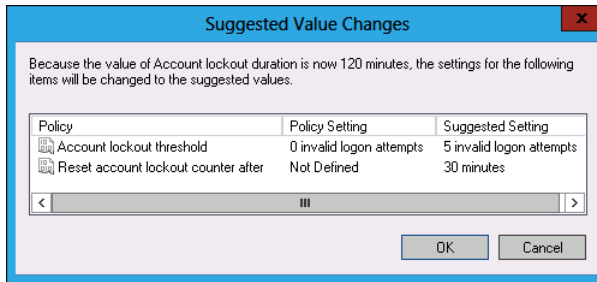 Suggested Value Changes
x
Because the value of Account lockout duration is now 120 minutes, the settings for the following
items will be changed to the suggested values.
Policy Policy Setting Suggested Setting
Account lockout threshold 0 invalid logon attempts 5 invalid logon attempts
Reset account lockout counter after Not Defined 30 minutes
OK Cancel